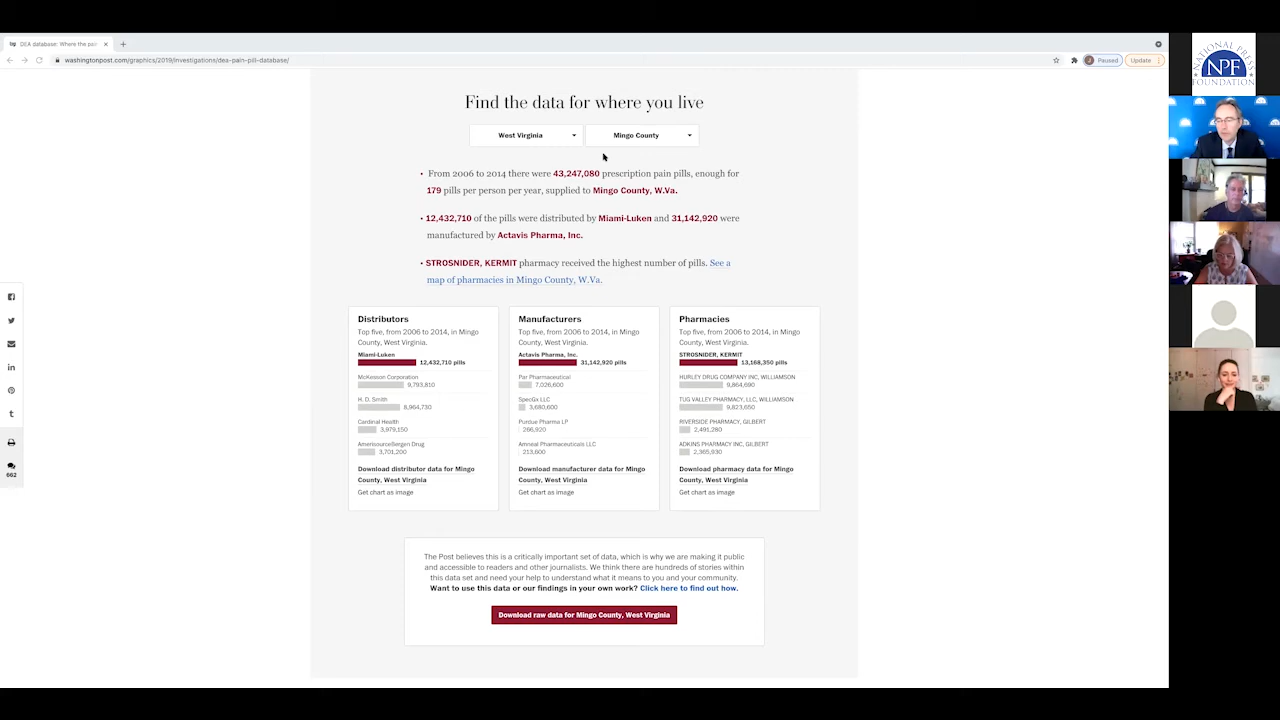 DEA database: Where the pai
washingtonpost.com/graphics/2019/investigations/dea-pain-pill-database/
Paused
Update
NATIONAL PRESS
NPF
FOUNDATION
Find the data for where you live
West Virginia
Mingo County
• From 2006 to 2014 there were 43,247,080 prescription pain pills, enough for
179 pills per person per year, supplied to Mingo County, W.Va.
• 12,432,710 of the pills were distributed by Miami-Luken and 31,142,920 were
manufactured by Actavis Pharma, Inc.
• STROSNIDER, KERMIT pharmacy received the highest number of pills. See a
map of pharmacies in Mingo County, W.Va.
Distributors
Top five, from 2006 to 2014, in Mingo
County, West Virginia.
Miami-Luken
12,432,710 pills
McKesson Corporation
9,793,810
H. D. Smith
8,964,730
Cardinal Health
3,979,150
AmerisourceBergen Drug
3,701,200
Download distributor data for Mingo
County, West Virginia
Get chart as image
Manufacturers
Top five, from 2006 to 2014, in Mingo
County, West Virginia.
Actavis Pharma, Inc.
31,142,920 pills
Par Pharmaceutical
7,026,600
SpecGx LLC
3,680,600
Purdue Pharma LP
266,920
Amneal Pharmaceuticals LLC
213,600
Download manufacturer data for Mingo
County, West Virginia
Get chart as image
Pharmacies
Top five, from 2006 to 2014, in Mingo
County, West Virginia.
STROSNIDER, KERMIT
13,168,350 pills
HURLEY DRUG COMPANY INC, WILLIAMSON
9,864,690
TUG VALLEY PHARMACY, LLC, WILLIAMSON
9,823,650
RIVERSIDE PHARMACY, GILBERT
2,491,280
ADKINS PHARMACY INC, GILBERT
2,365,930
Download pharmacy data for Mingo
County, West Virginia
Get chart as image
662
The Post believes this is a critically important set of data, which is why we are making it public
and accessible to readers and other journalists. We think there are hundreds of stories within
this data set and need your help to understand what it means to you and your community.
Want to use this data or our findings in your own work? Click here to find out how.
Download raw data for Mingo County, West Virginia